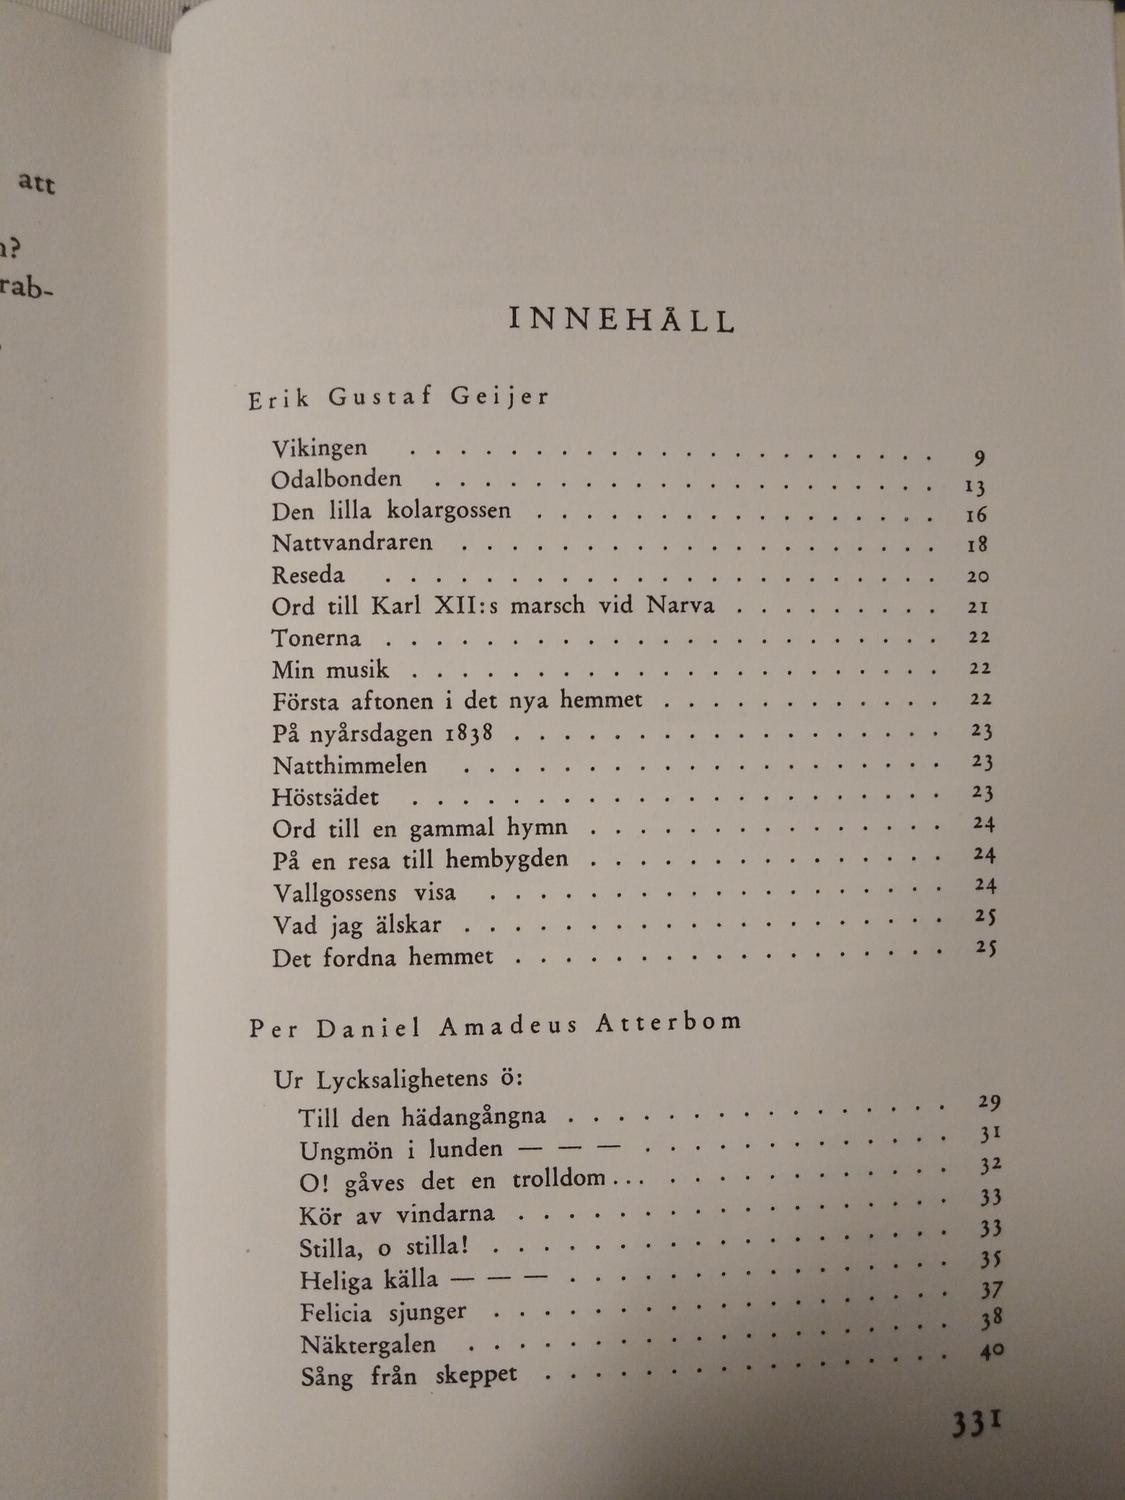 att
rab-
INNEHÅLL
Erik Gustaf Geijer
Vikingen . . . . . . . . . . . . . . . . . . . . . 9
Odalbonden . . . . . . . . . . . . . . . . . . . . 13
Den lilla kolargossen . . . . . . . . . . . . . . . . 16
Nattvandraren . . . . . . . . . . . . . . . . . . . 18
Reseda . . . . . . . . . . . . . . . . . . . . . . 20
Ord till Karl XII:s marsch vid Narva . . . . . . . . . 21
Tonerna . . . . . . . . . . . . . . . . . . . . . . 22
Min musik . . . . . . . . . . . . . . . . . . . . . 22
Första aftonen i det nya hemmet . . . . . . . . . . . 22
På nyårsdagen 1838 . . . . . . . . . . . . . . . . . 23
Natthimmelen . . . . . . . . . . . . . . . . . . . 23
Höstsädet . . . . . . . . . . . . . . . . . . . . . 23
Ord till en gammal hymn . . . . . . . . . . . . . . 24
På en resa till hembygden . . . . . . . . . . . . . . 24
Vallgossens visa . . . . . . . . . . . . . . . . . . 24
Vad jag älskar . . . . . . . . . . . . . . . . . . . 25
Det fordna hemmet . . . . . . . . . . . . . . . . . 25
Per Daniel Amadeus Atterbom
Ur Lycksalighetens ö:
Till den hädangångna . . . . . . . . . . . . . . . 29
Ungmön i lunden — — — . . . . . . . . . . . . 31
O! gåves det en trolldom... . . . . . . . . . . . . 32
Kör av vindarna . . . . . . . . . . . . . . . . . 33
Stilla, o stilla! . . . . . . . . . . . . . . . . . . 33
Heliga källa — — — . . . . . . . . . . . . . . . 35
Felicia sjunger . . . . . . . . . . . . . . . . . . 37
Näktergalen . . . . . . . . . . . . . . . . . . . 38
Sång från skeppet . . . . . . . . . . . . . . . . 40
331